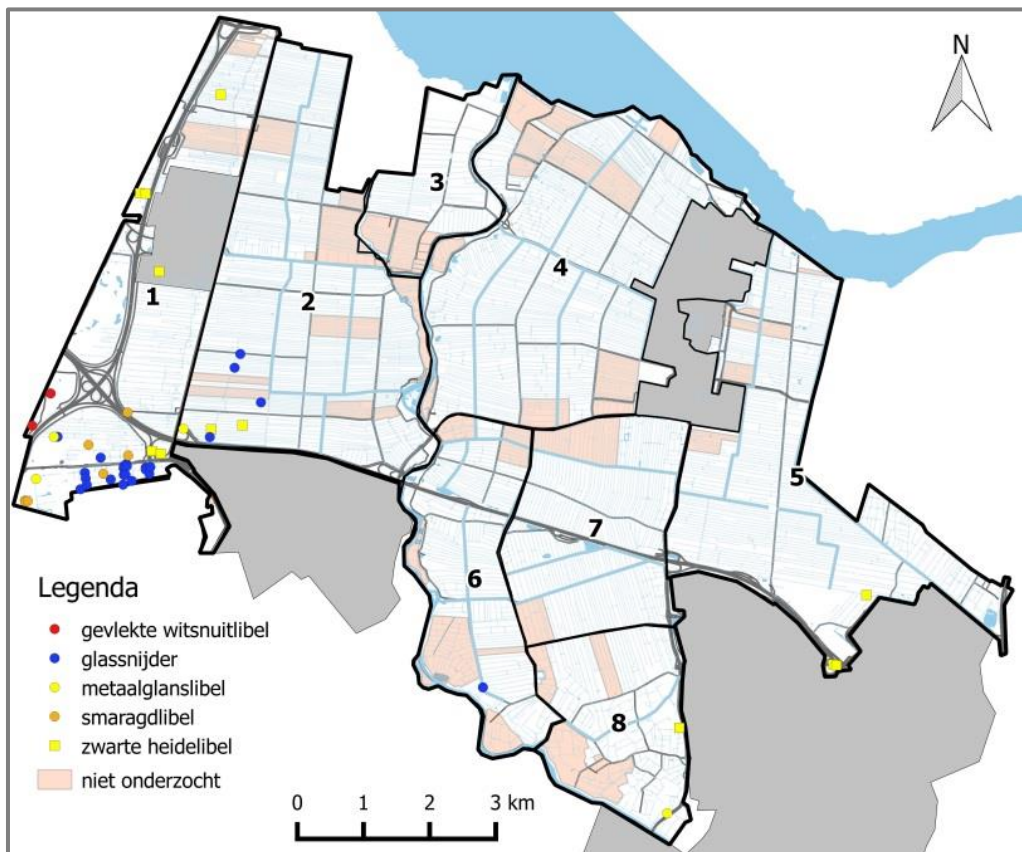 N
3
4
1
2
5
7
6
Legenda
gevlekte witsnuitlibel
glassnijder
metaalglanslibel
smaragdlibel
8
zwarte heidelibel
niet onderzocht
0 1 2 3 km